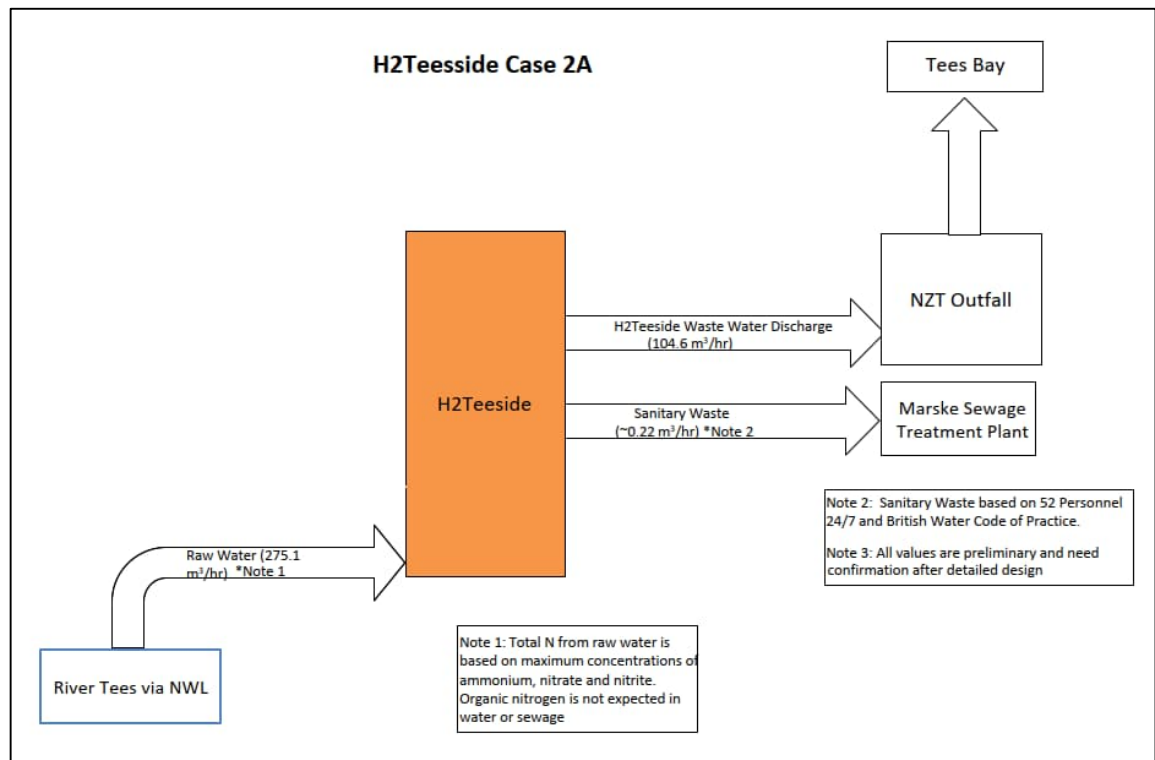 H2Teesside Case 2A
Tees Bay
NZT Outfall
H2Teeside Waste Water Discharge
(104.6 m³/hr)
H2Teeside
Sanitary Waste
(~0.22 m³/hr) *Note 2
Marske Sewage
Treatment Plant
Note 2: Sanitary Waste based on 52 Personnel
24/7 and British Water Code of Practice.
Note 3: All values are preliminary and need
confirmation after detailed design
Raw Water (275.1
m³/hr) *Note 1
River Tees via NWL
Note 1: Total N from raw water is
based on maximum concentrations of
ammonium, nitrate and nitrite.
Organic nitrogen is not expected in
water or sewage